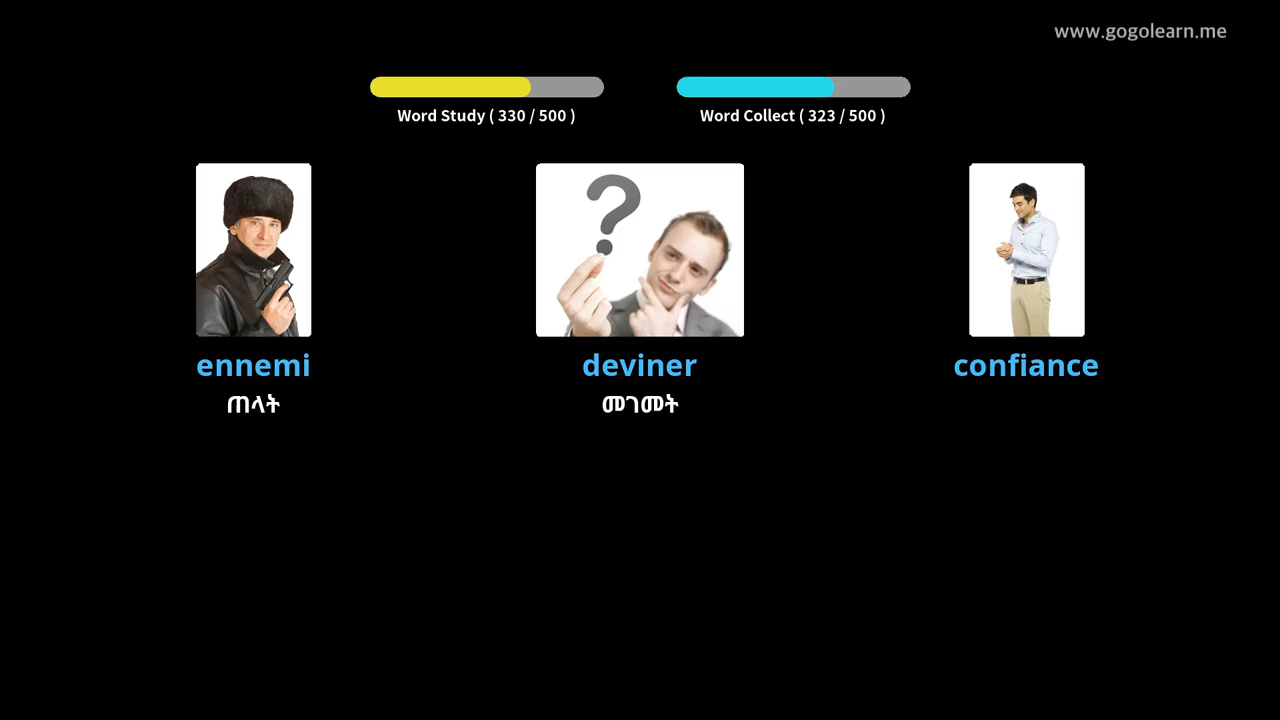 www.gogolearn.me
Word Study ( 330 / 500 )
Word Collect ( 323 / 500 )
?
ennemi
deviner
confiance
ጠላት
መገመት